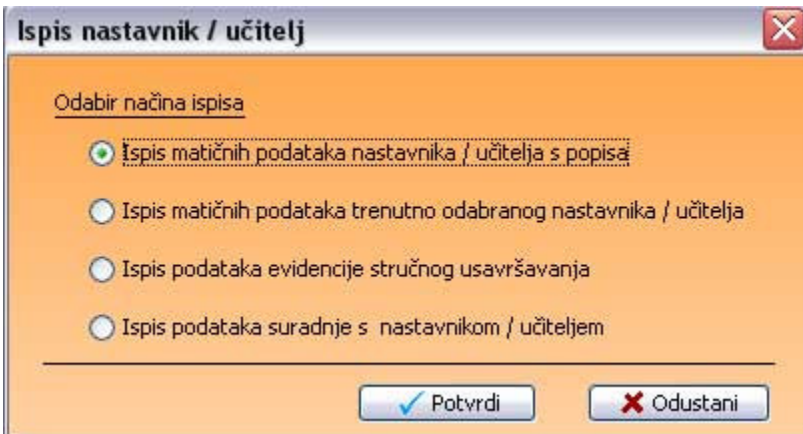 Ispis nastavnik / učitelj
Odabir načina ispisa
Ispis matičnih podataka nastavnika / učitelja s popisa
Ispis matičnih podataka trenutno odabranog nastavnika / učitelja
Ispis podataka evidencije stručnog usavršavanja
Ispis podataka suradnje s nastavnikom / učiteljem
Potvrdi Odustani